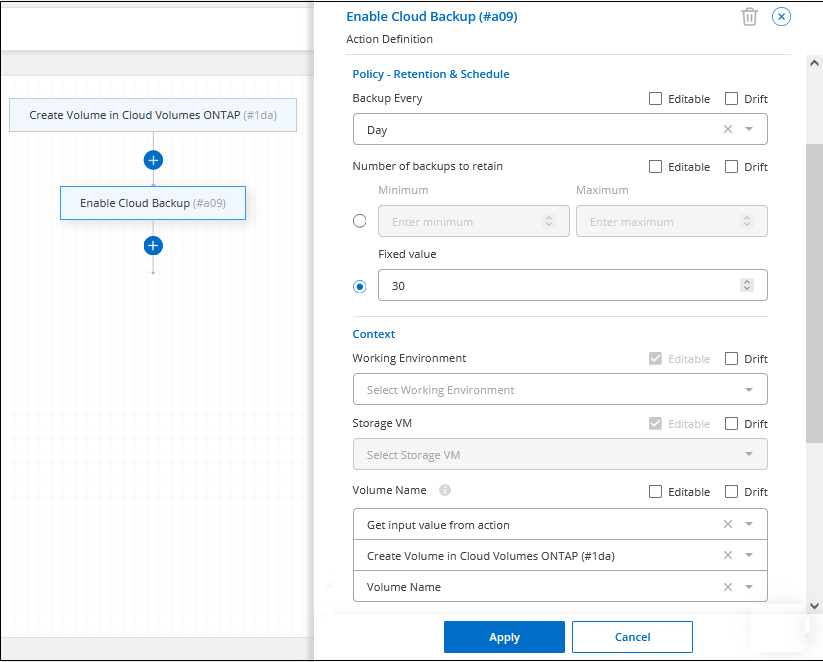 Create Volume in Cloud Volumes ONTAP (#1da)
Enable Cloud Backup (#a09)
Enable Cloud Backup (#a09)
Action Definition
Policy - Retention & Schedule
Backup Every Editable Drift
Day
Number of backups to retain Editable Drift
Minimum Maximum
Enter minimum Enter maximum
Fixed value
30
Context
Working Environment Editable Drift
Select Working Environment
Storage VM Editable Drift
Select Storage VM
Volume Name Editable Drift
Get input value from action
Create Volume in Cloud Volumes ONTAP (#1da)
Volume Name
Apply Cancel